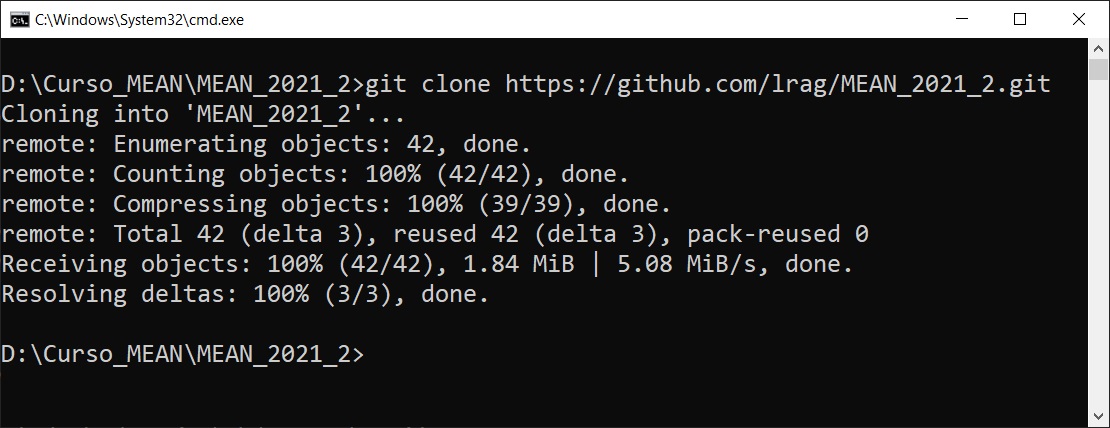 C:\Windows\System32\cmd.exe
D:\Curso_MEAN\MEAN_2021_2>git clone https://github.com/lrag/MEAN_2021_2.git
Cloning into 'MEAN_2021_2'...
remote: Enumerating objects: 42, done.
remote: Counting objects: 100% (42/42), done.
remote: Compressing objects: 100% (39/39), done.
remote: Total 42 (delta 3), reused 42 (delta 3), pack-reused 0
Receiving objects: 100% (42/42), 1.84 MiB | 5.08 MiB/s, done.
Resolving deltas: 100% (3/3), done.
D:\Curso_MEAN\MEAN_2021_2>